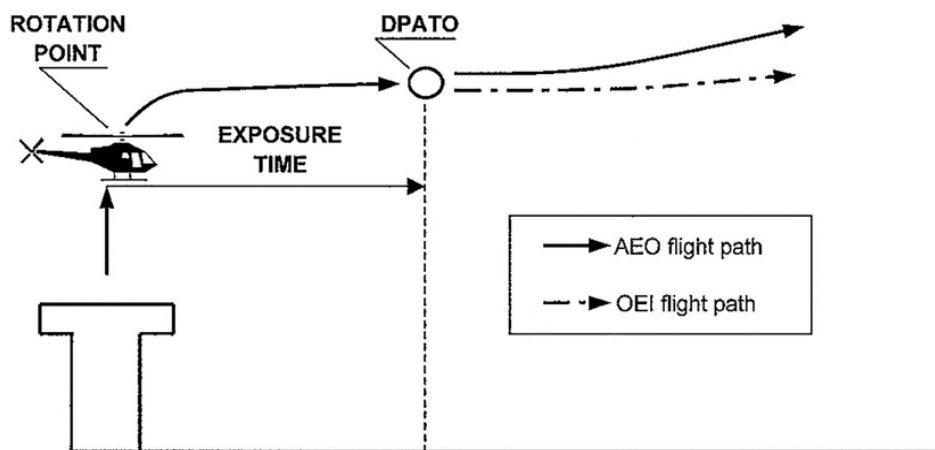 ROTATION
POINT
DPATO
EXPOSURE
TIME
AEO flight path
OEI flight path